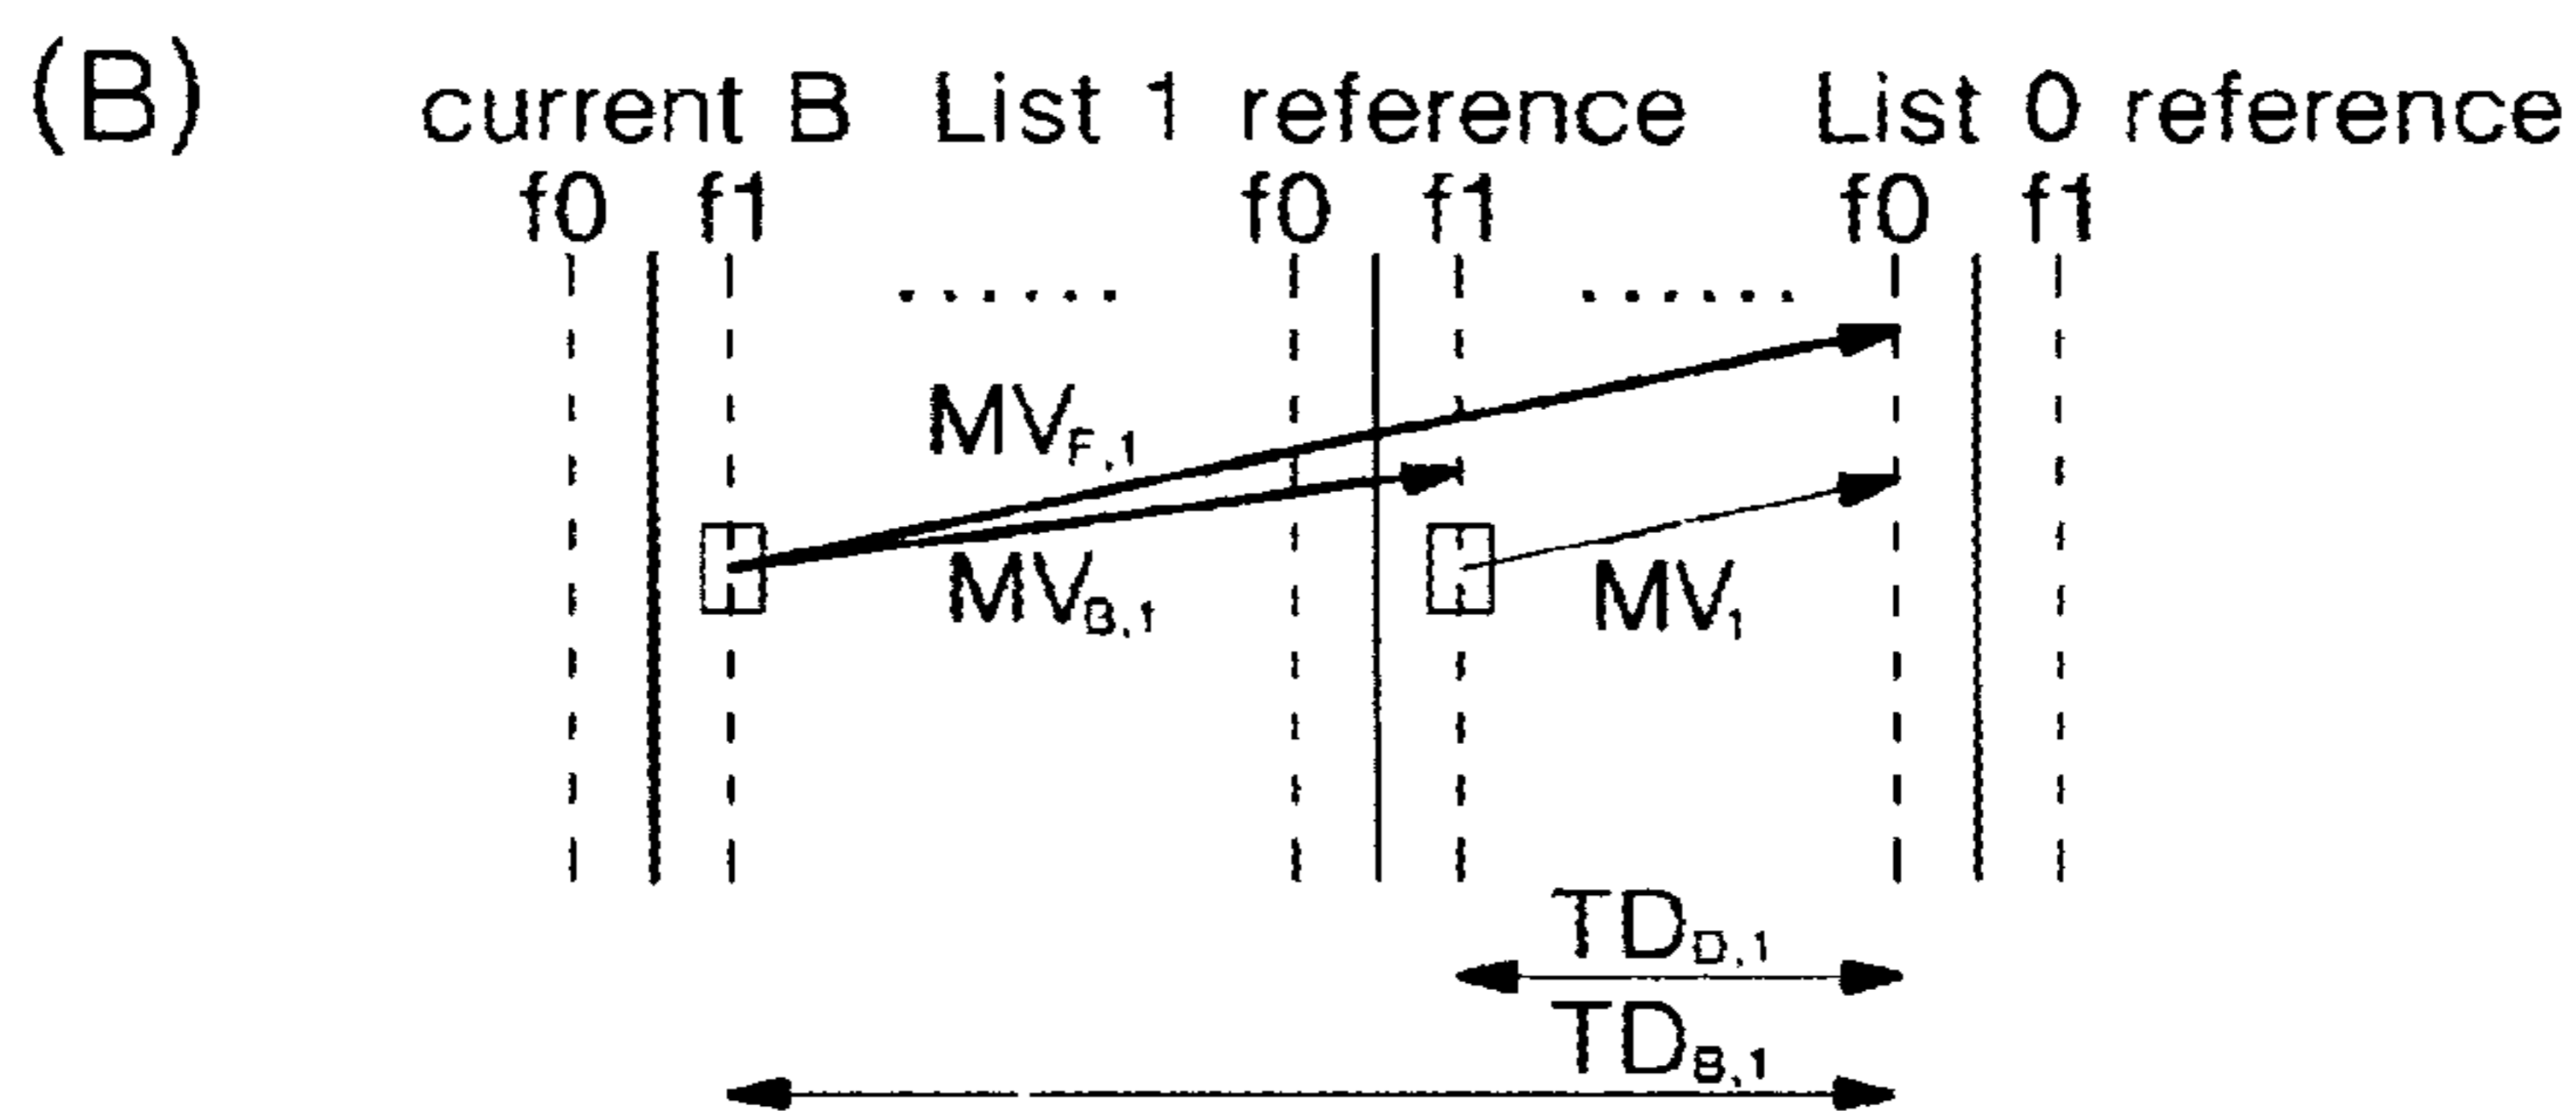 (B) current B List 1 reference List 0 reference
f0 f1 f0 f1 f0 f1
......  ......
MVF,1
MVB,1 MV1
TDD,1
TDB,1